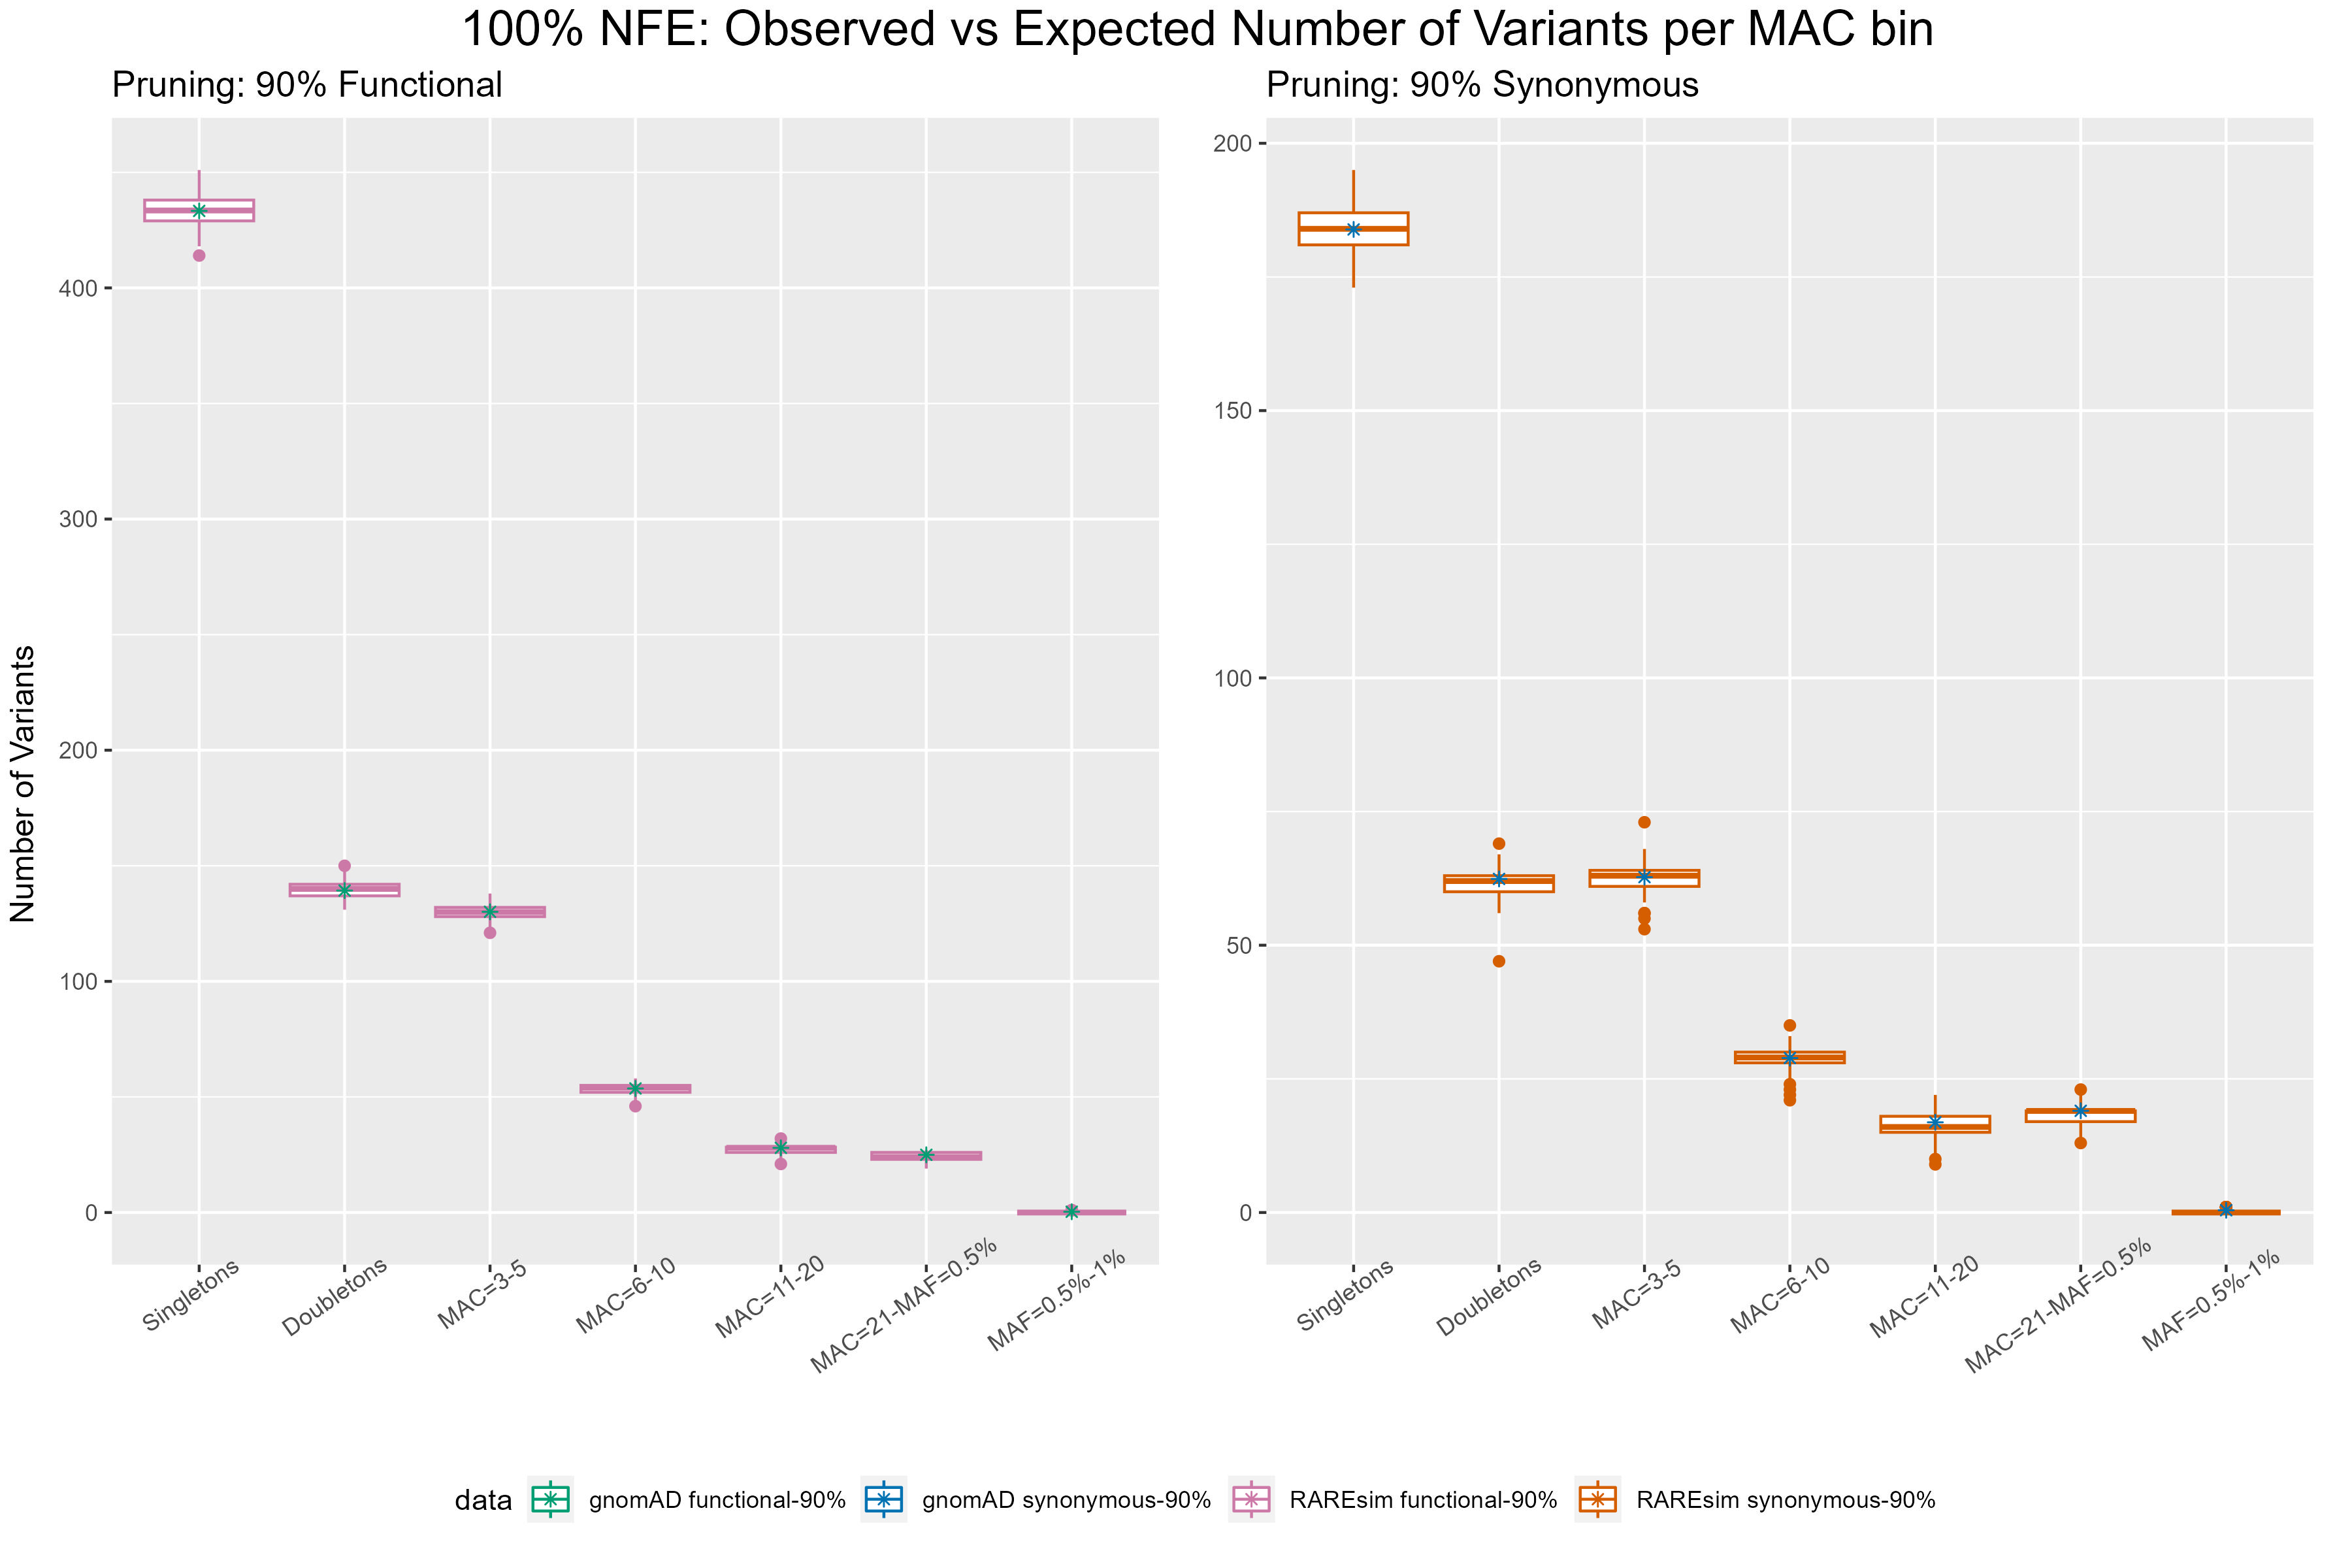 100% NFE: Observed vs Expected Number of Variants per MAC bin
Pruning: 90% Functional
Number of Variants
400
300
200
100
0
Singletons
Doubletons
MAC=3-5
MAC=6-10
MAC=11-20
MAC=21-MAF=0.5%
MAF=0.5%-1%
Pruning: 90% Synonymous
200
150
100
50
0
Singletons
Doubletons
MAC=3-5
MAC=6-10
MAC=11-20
MAC=21-MAF=0.5%
MAF=0.5%-1%
data gnomAD functional-90% gnomAD synonymous-90% RAREsim functional-90% RAREsim synonymous-90%